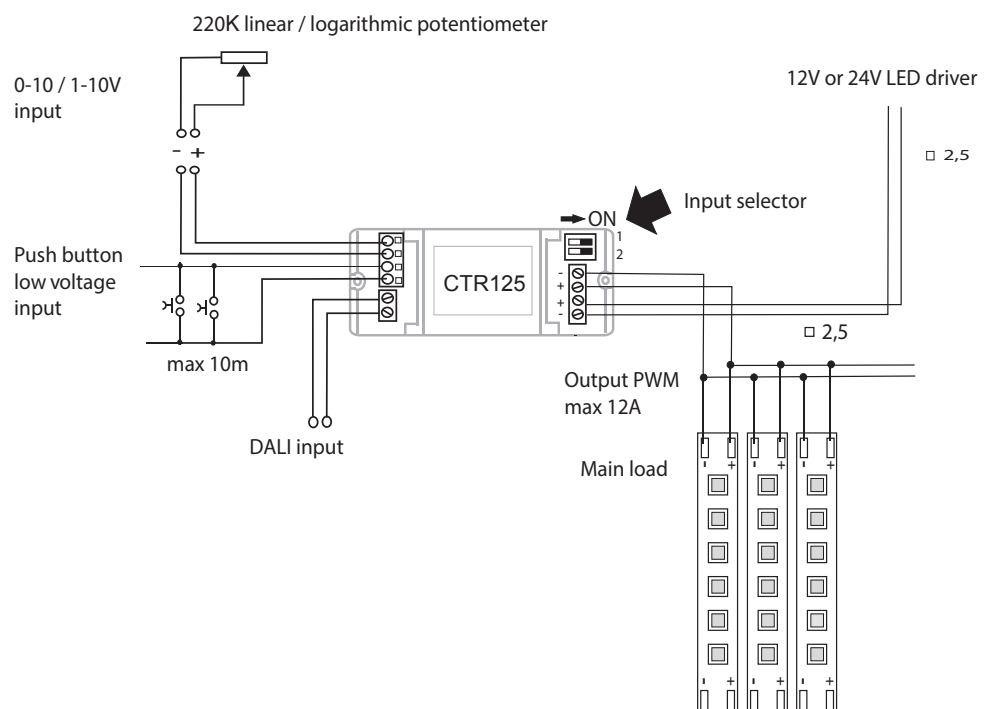 220K linear / logarithmic potentiometer
0-10 / 1-10V
input
12V or 24V LED driver
- +
□ 2,5
Input selector
ON
1
2
Push button
low voltage
input
CTR125
-
+
+
-
□ 2,5
max 10m
Output PWM
max 12A
DALI input
Main load
- + - + - +
- + - + - +